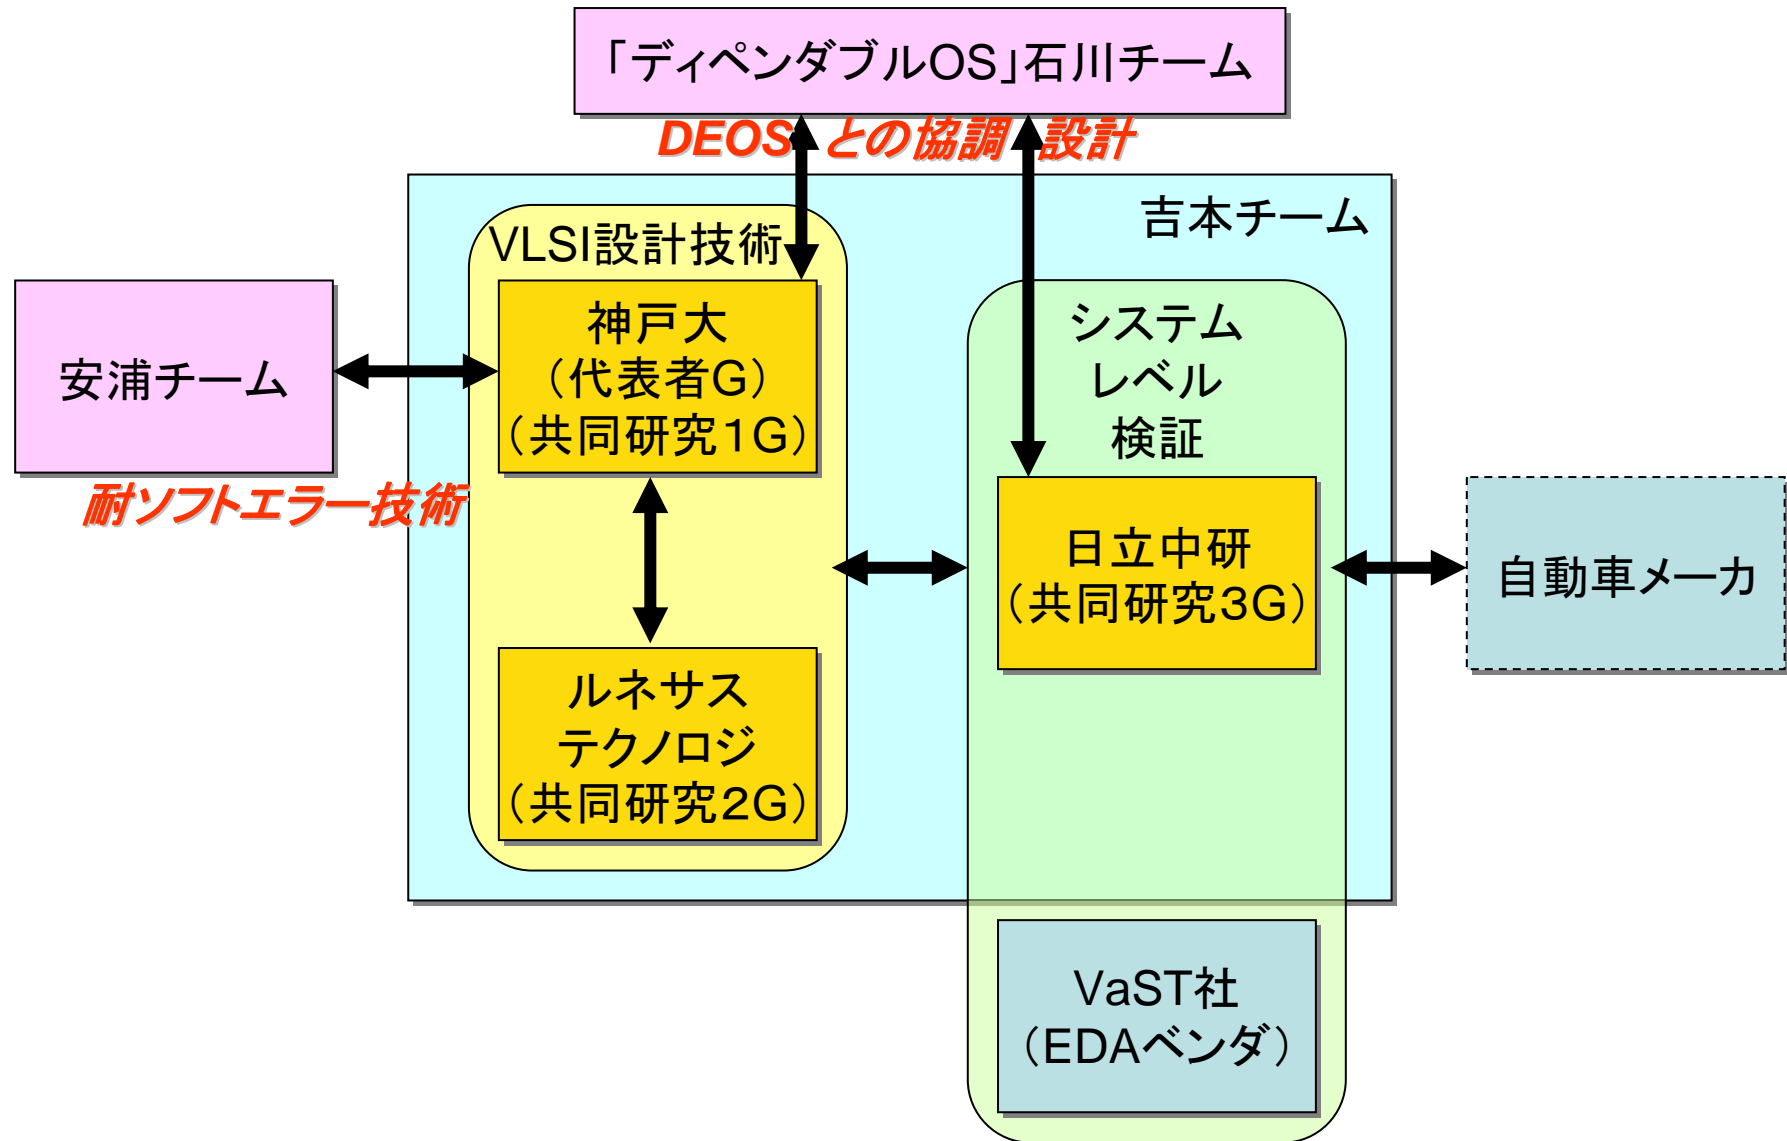 「ディペンダブルOS」石川チーム
DEOSとの協調 設計
吉本チーム
VLSI設計技術
神戸大
（代表者G）
（共同研究１G）
安浦チーム
耐ソフトエラー技術
ルネサス
テクノロジ
（共同研究２G）
システム
レベル
検証
日立中研
（共同研究３G）
自動車メーカ
VaST社
（EDAベンダ）